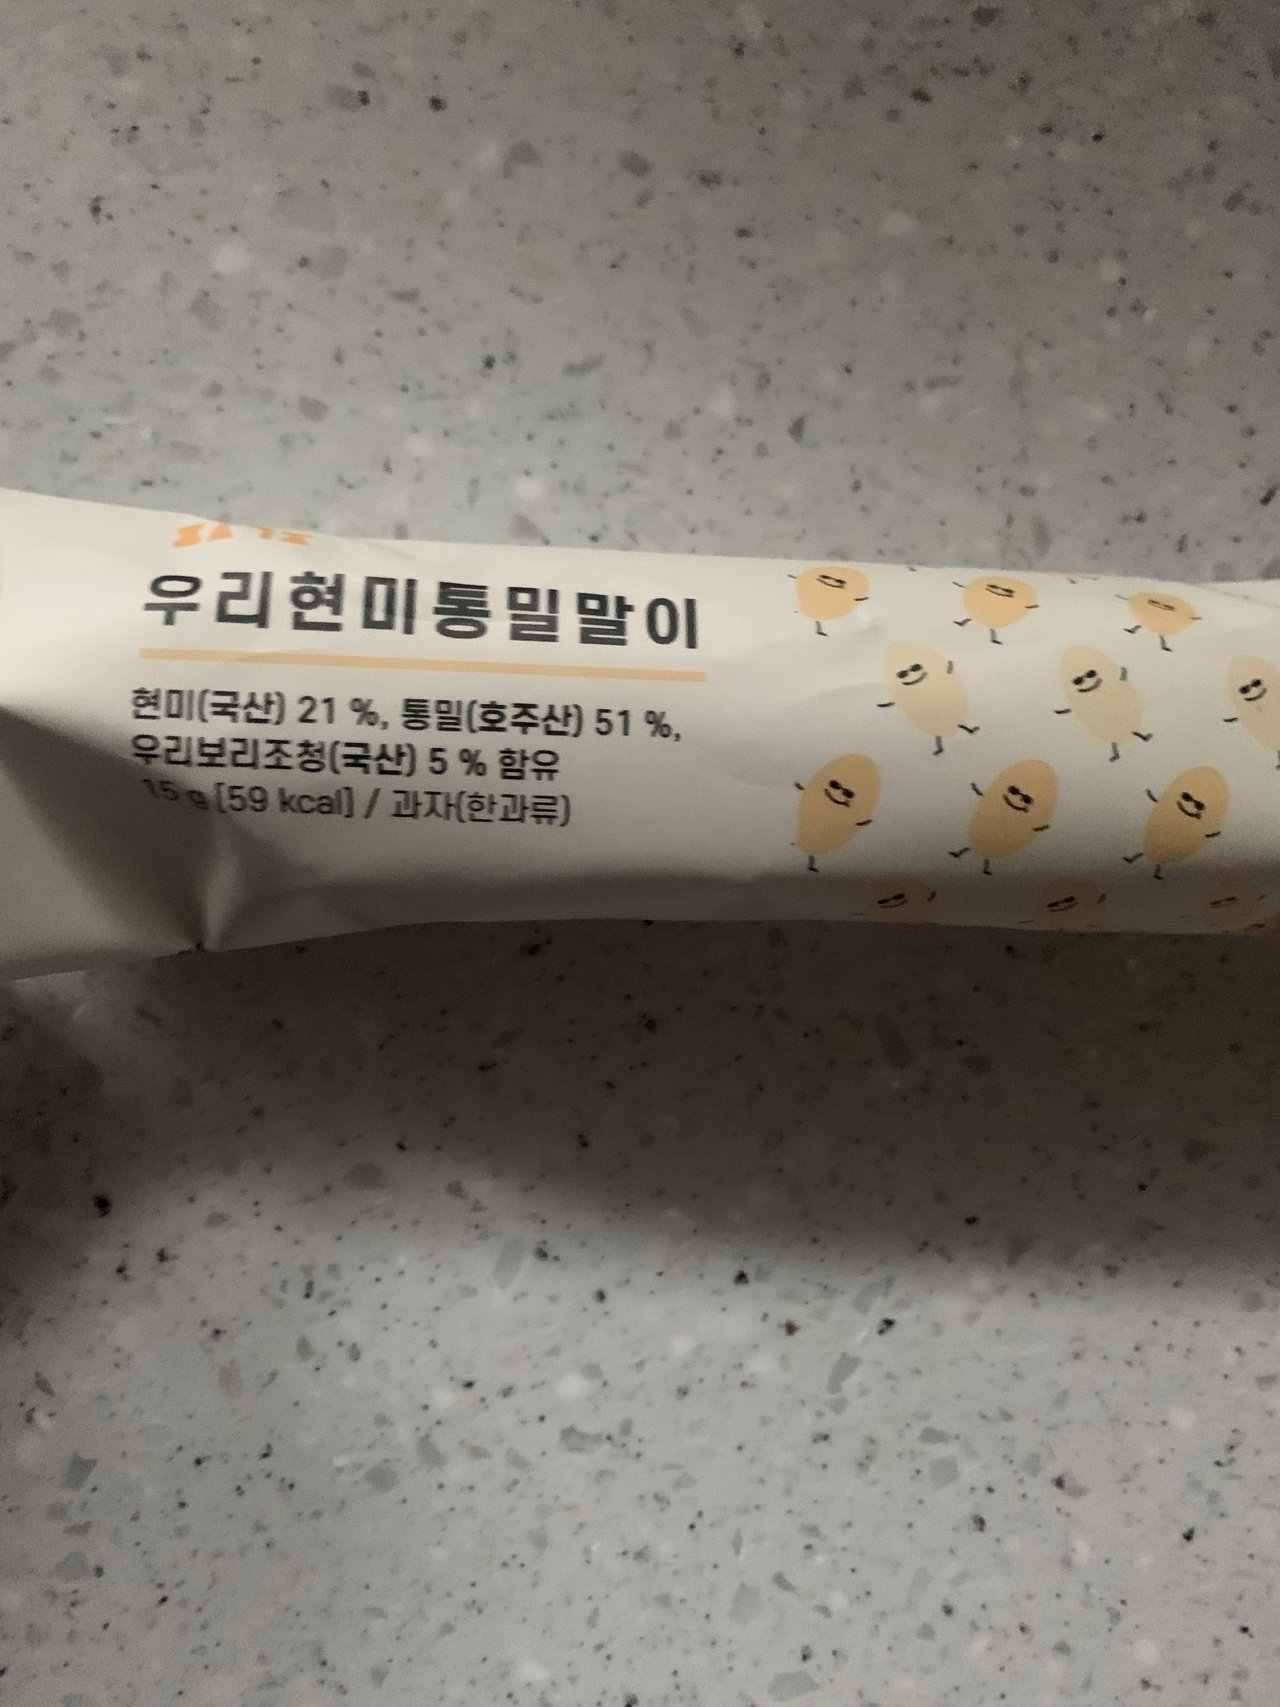 우리현미통밀말이
현미(국산) 21 %, 통밀(호주산) 51 %,
우리보리조청(국산) 5 % 함유
15 g [59 kcal] / 과자(한과류)